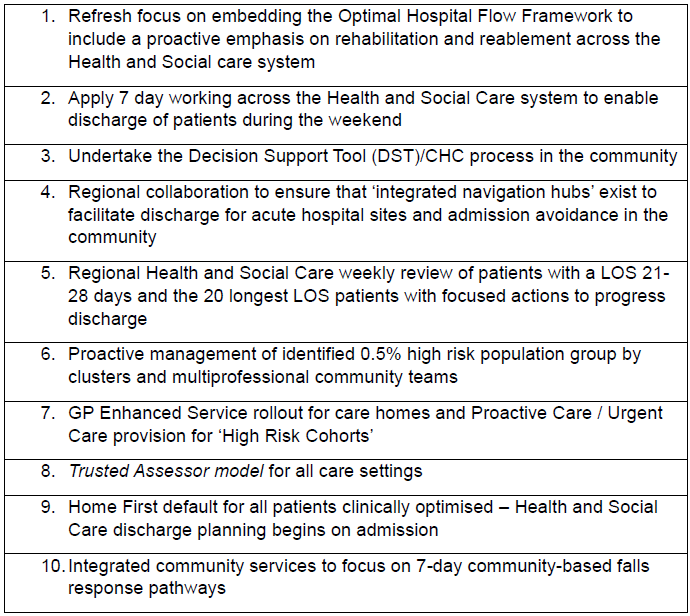 1. Refresh focus on embedding the Optimal Hospital Flow Framework to
include a proactive emphasis on rehabilitation and reablement across the
Health and Social care system
2. Apply 7 day working across the Health and Social Care system to enable
discharge of patients during the weekend
3. Undertake the Decision Support Tool (DST)/CHC process in the community
4. Regional collaboration to ensure that ‘integrated navigation hubs’ exist to
facilitate discharge for acute hospital sites and admission avoidance in the
community
5. Regional Health and Social Care weekly review of patients with a LOS 21-
28 days and the 20 longest LOS patients with focused actions to progress
discharge
6. Proactive management of identified 0.5% high risk population group by
clusters and multiprofessional community teams
7. GP Enhanced Service rollout for care homes and Proactive Care / Urgent
Care provision for ‘High Risk Cohorts’
8. Trusted Assessor model for all care settings
9. Home First default for all patients clinically optimised – Health and Social
Care discharge planning begins on admission
10. Integrated community services to focus on 7-day community-based falls
response pathways